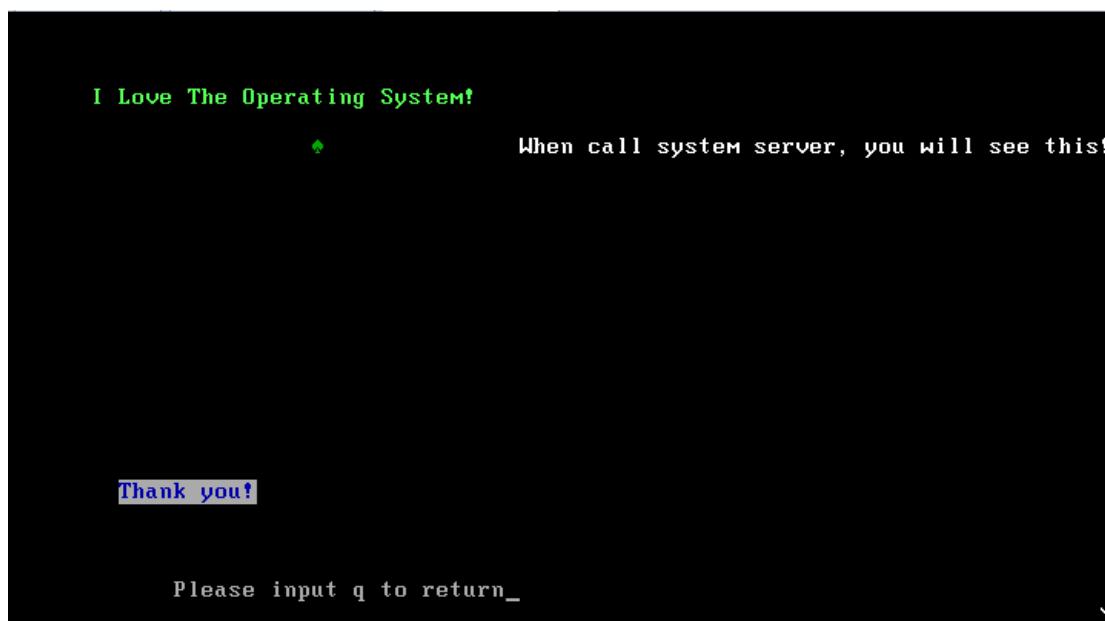 I Love The Operating System!
♠ When call system server, you will see this!
Thank you!
Please input q to return_